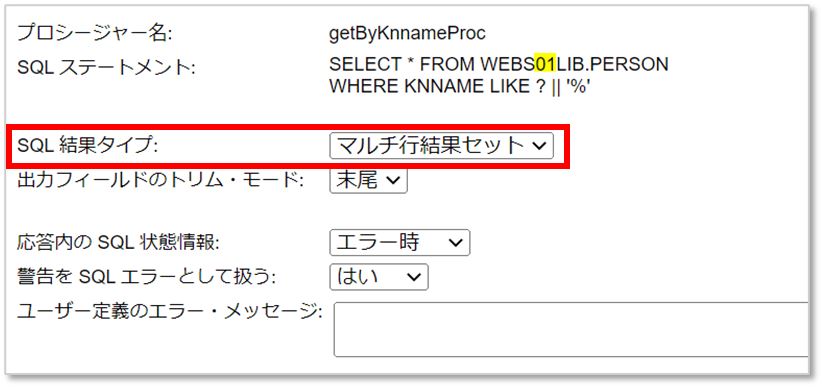 プロシージャー名: getByKnnameProc
SQL ステートメント: SELECT * FROM WEBS01LIB.PERSON
WHERE KNNAME LIKE ? || '%'
SQL 結果タイプ: マルチ行結果セット
出力フィールドのトリム・モード: 末尾
応答内の SQL 状態情報: エラー時
警告を SQL エラーとして扱う: はい
ユーザー定義のエラー・メッセージ: